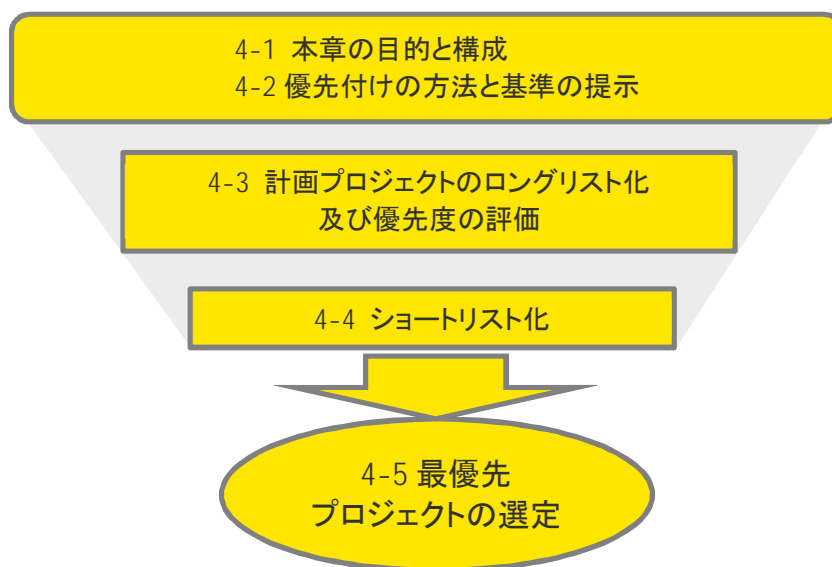 4-1 本章の目的と構成
4-2 優先付けの方法と基準の提示
4-3 計画プロジェクトのロングリスト化
及び優先度の評価
4-4 ショートリスト化
4-5 最優先
プロジェクトの選定